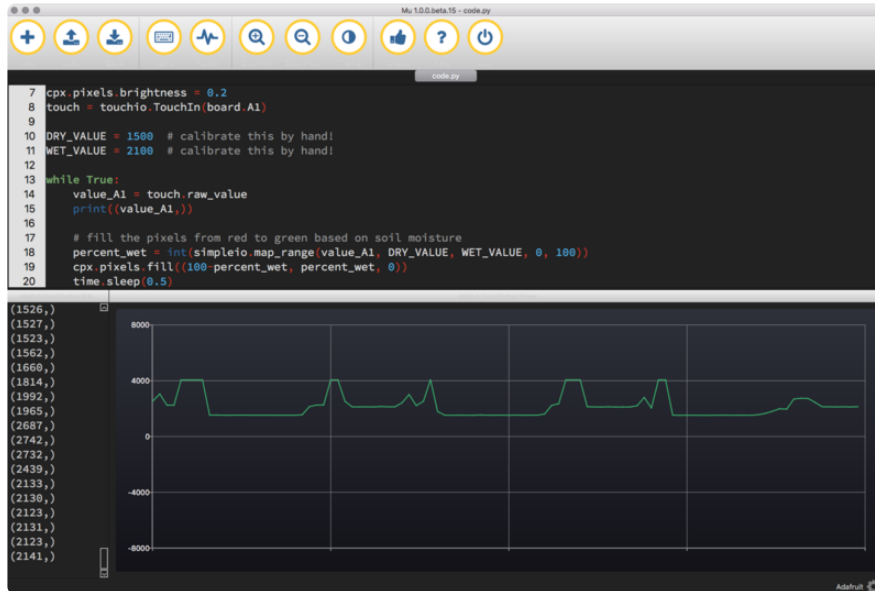 Mu 1.0.0.beta.15 - code.py
?
code.py
7 cpx.pixels.brightness = 0.2
8 touch = touchio.TouchIn(board.A1)
9
10 DRY_VALUE = 1500  # calibrate this by hand!
11 WET_VALUE = 2100  # calibrate this by hand!
12
13 while True:
14     value_A1 = touch.raw_value
15     print((value_A1,))
16
17     # fill the pixels from red to green based on soil moisture
18     percent_wet = int(simpleio.map_range(value_A1, DRY_VALUE, WET_VALUE, 0, 100))
19     cpx.pixels.fill((100-percent_wet, percent_wet, 0))
20     time.sleep(0.5)
(1526,)
(1527,)
(1523,)
(1562,)
(1660,)
(1814,)
(1992,)
(1965,)
(2687,)
(2742,)
(2732,)
(2439,)
(2133,)
(2130,)
(2123,)
(2131,)
(2123,)
(2141,)
8000
4000
0
-4000
-8000
Adafruit